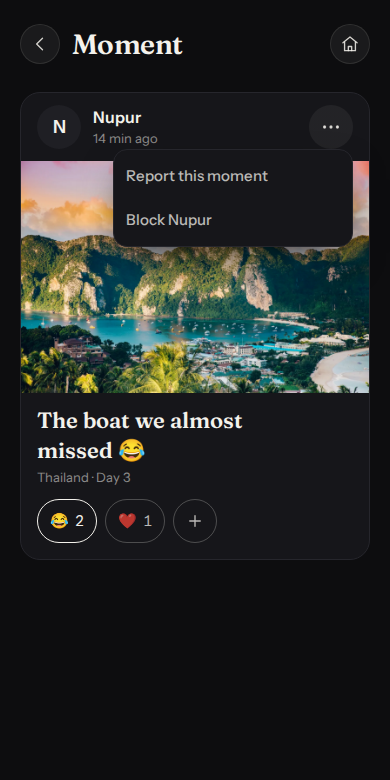 Moment
N
Nupur
14 min ago
Report this moment
Block Nupur
The boat we almost
missed 😂
Thailand · Day 3
😂 2
❤️ 1